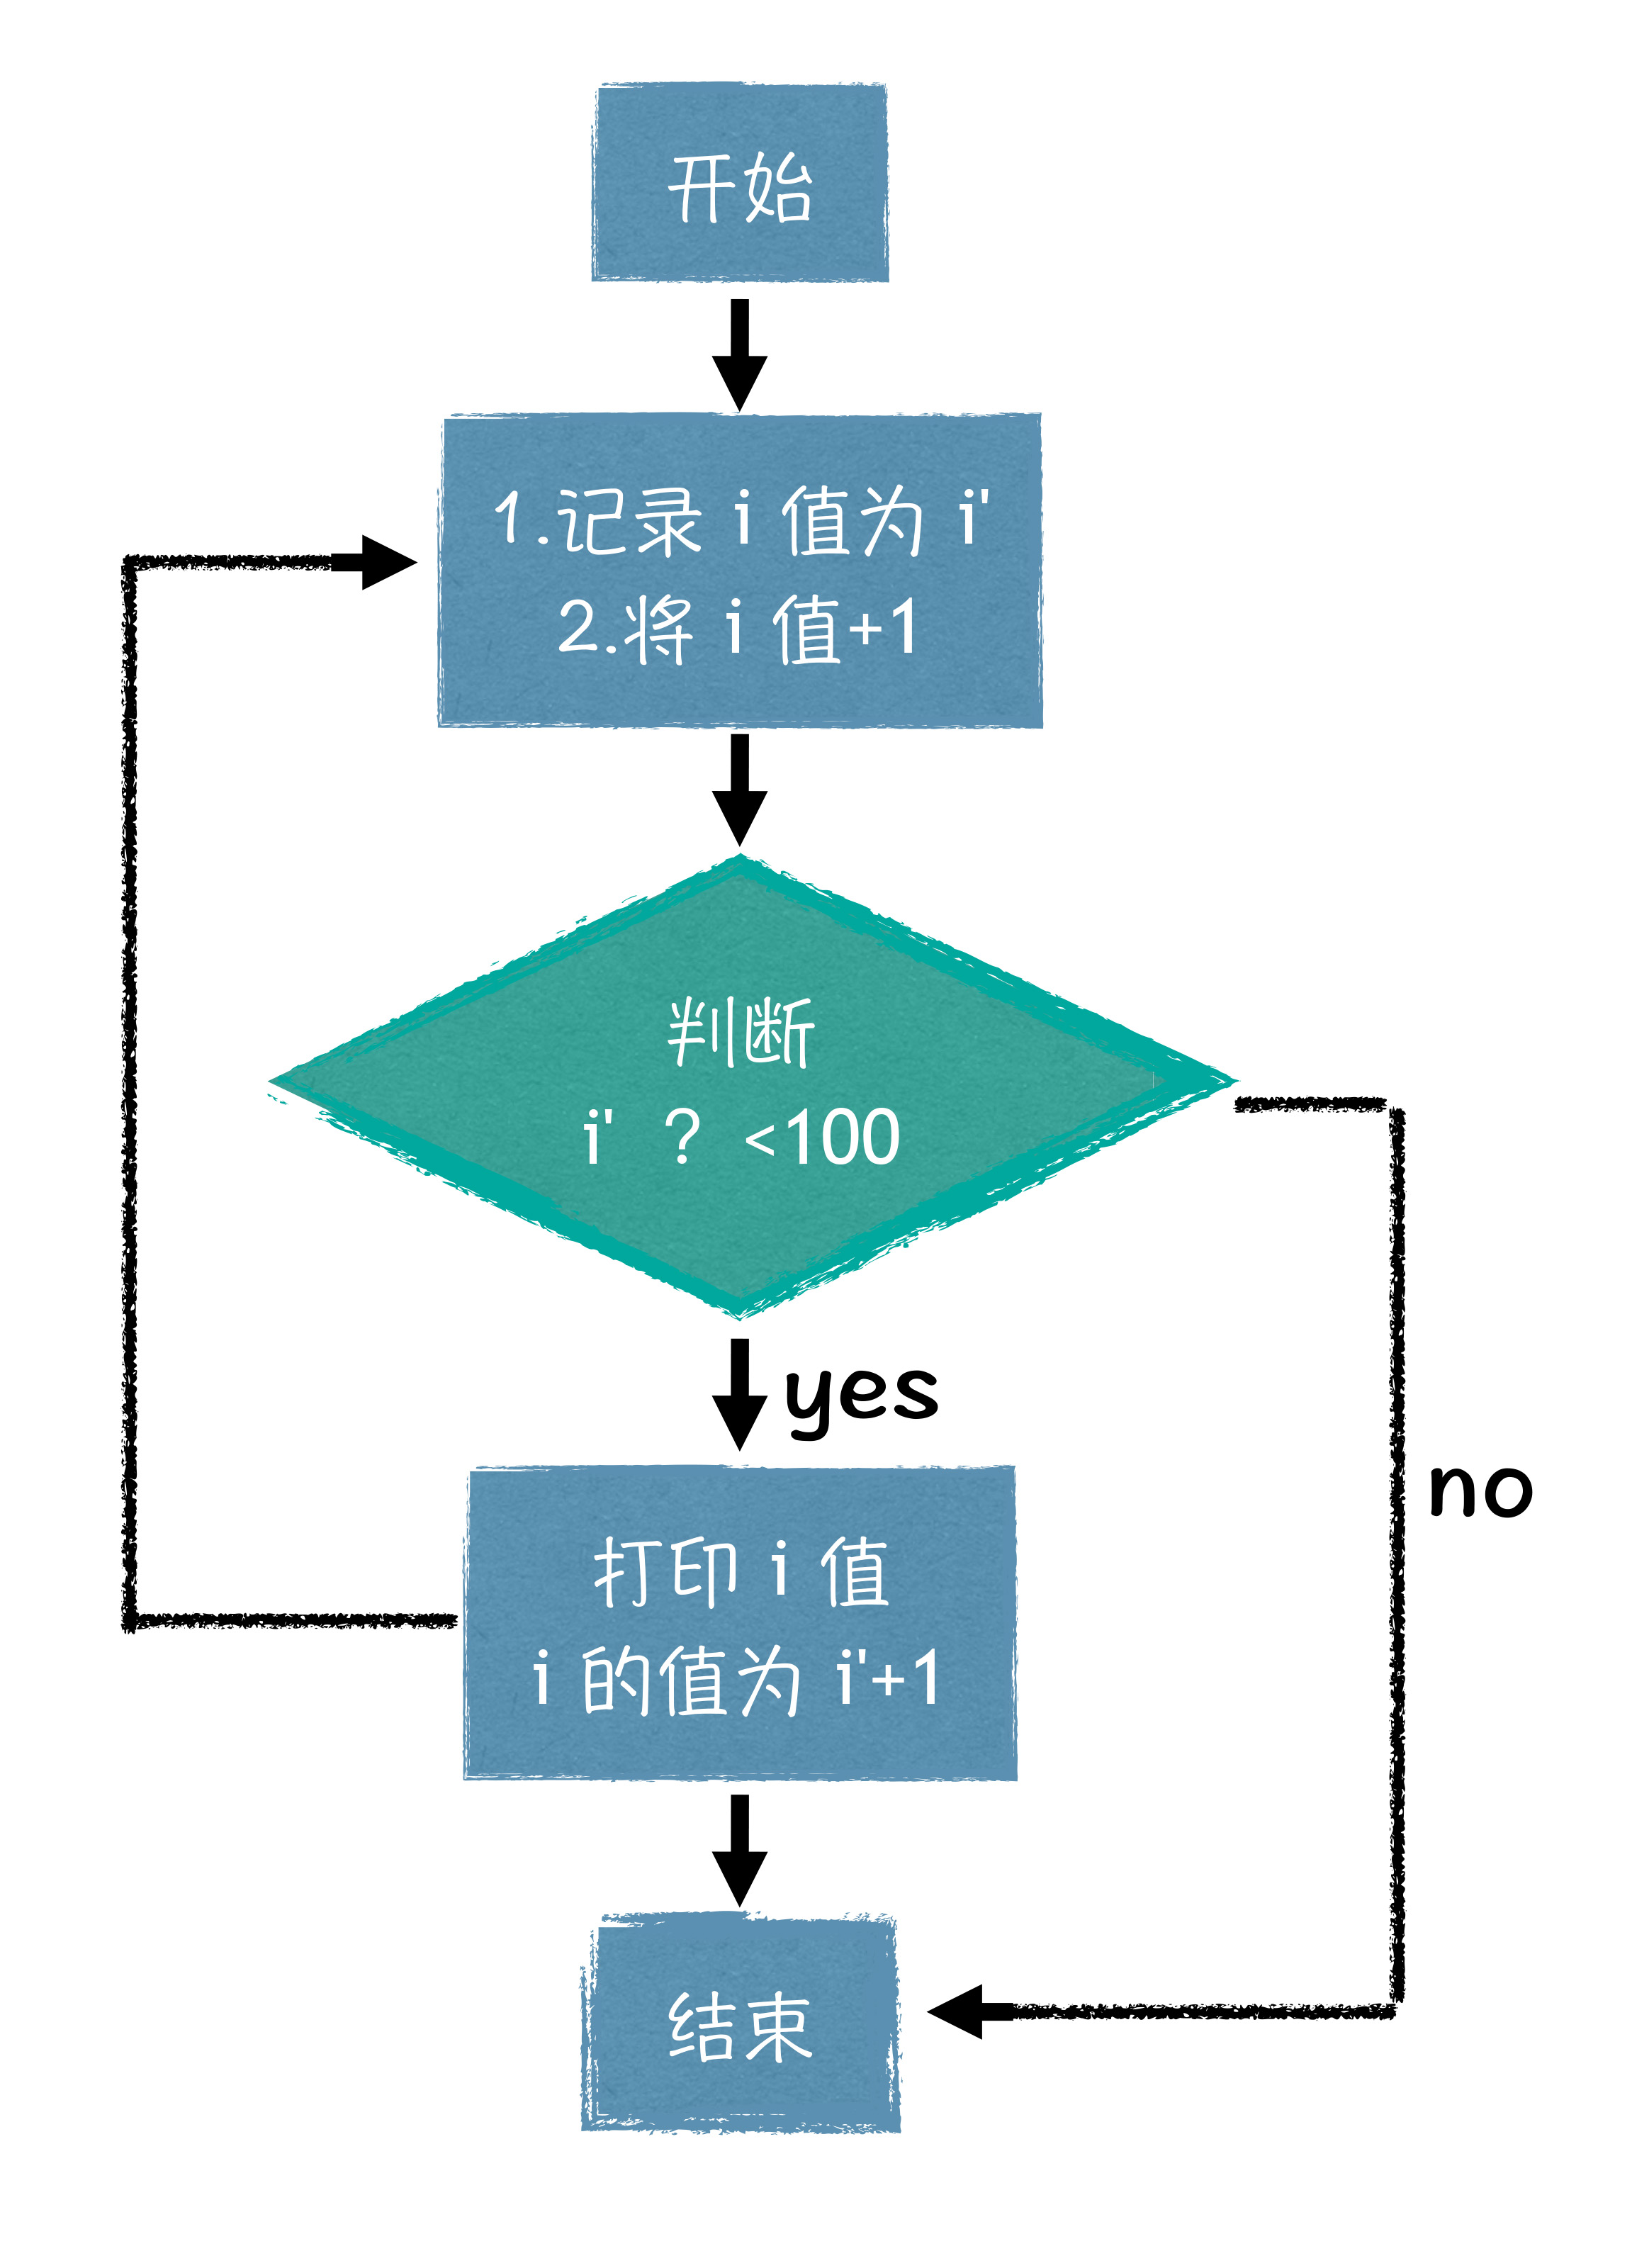 开始
1.记录 i 值为 i'
2.将 i 值+1
判断
i' ? <100
yes
no
打印 i 值
i 的值为 i'+1
结束